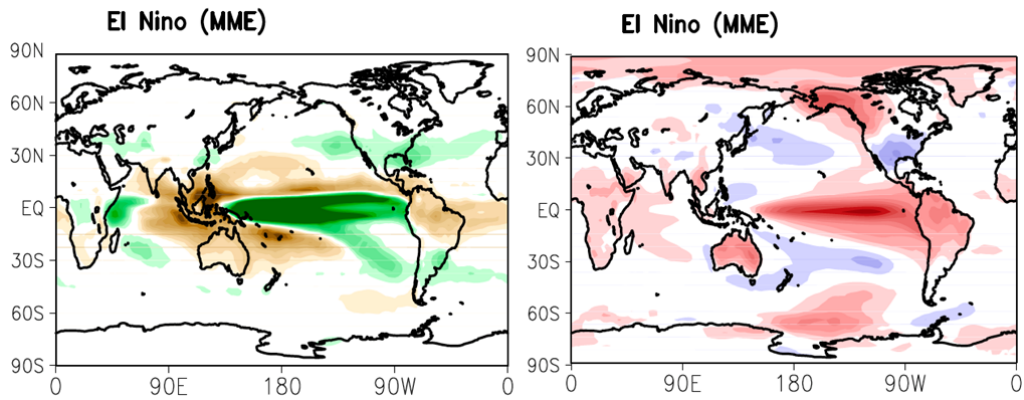 El Nino (MME)
90N
60N
30N
EQ
30S
60S
90S
0 90E 180 90W 0
El Nino (MME)
90N
60N
30N
EQ
30S
60S
90S
0 90E 180 90W 0